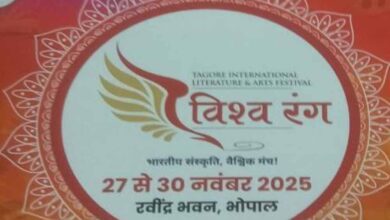 TAGORE INTERNATIONAL
LITERATURE & ARTS FESTIVAL
विश्व रंग
भारतीय संस्कृति, वैश्विक मंच!
27 से 30 नवंबर 2025
रवींद्र भवन, भोपाल